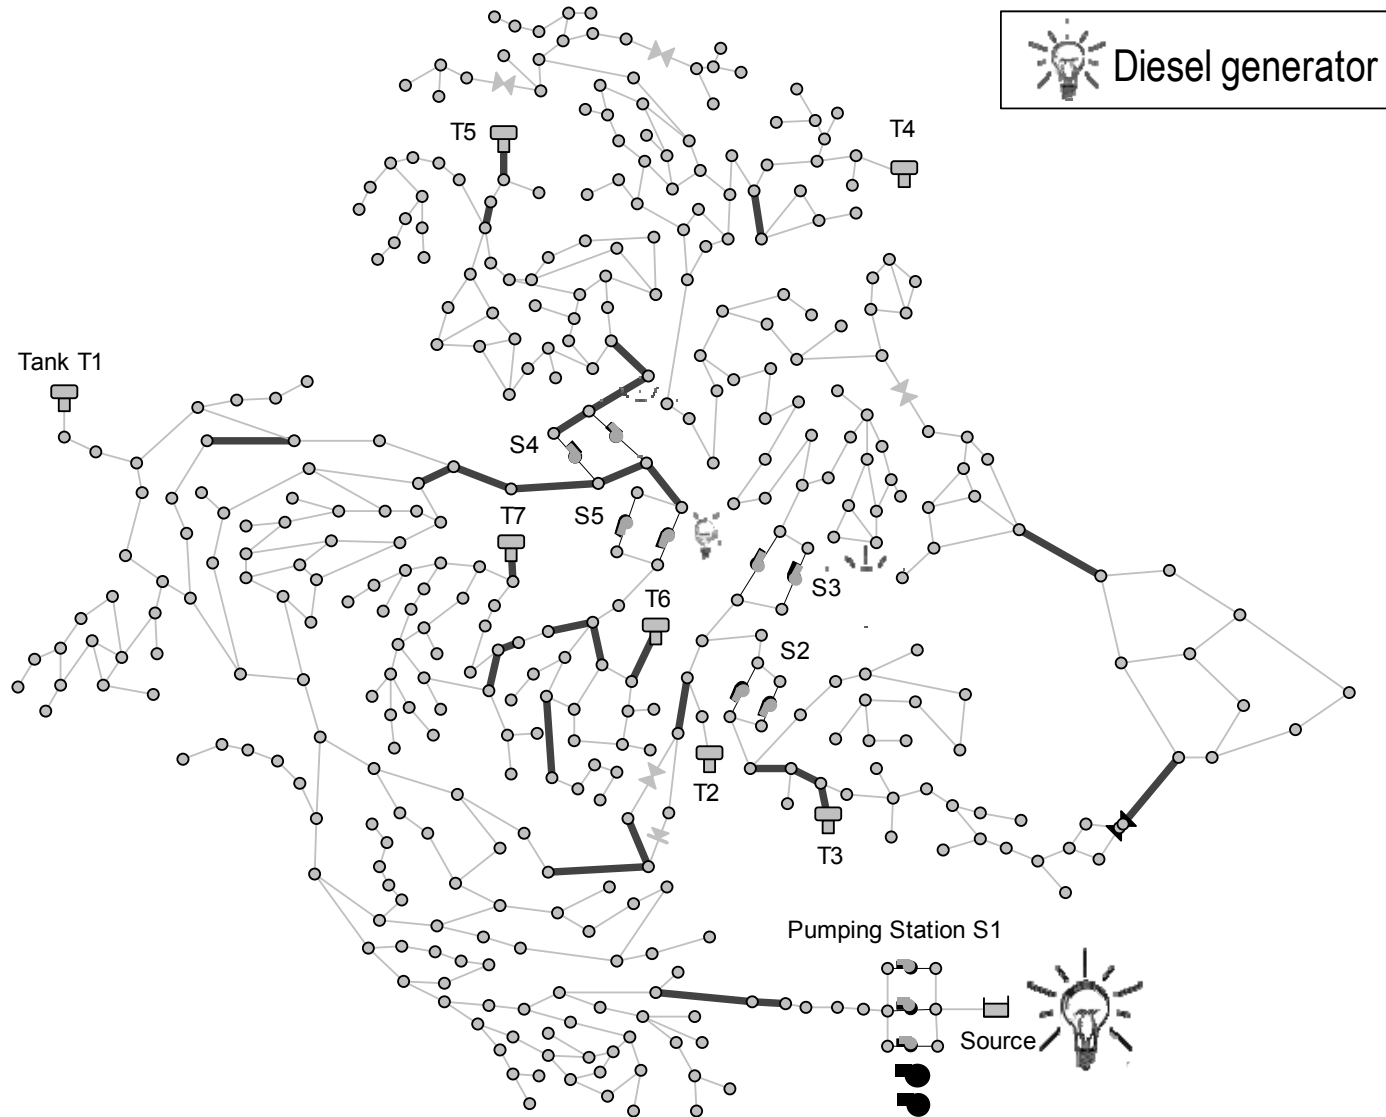 Diesel generator
T5
T4
Tank T1
S4
T7
S5
S3
T6
S2
T2
T3
Pumping Station S1
Source